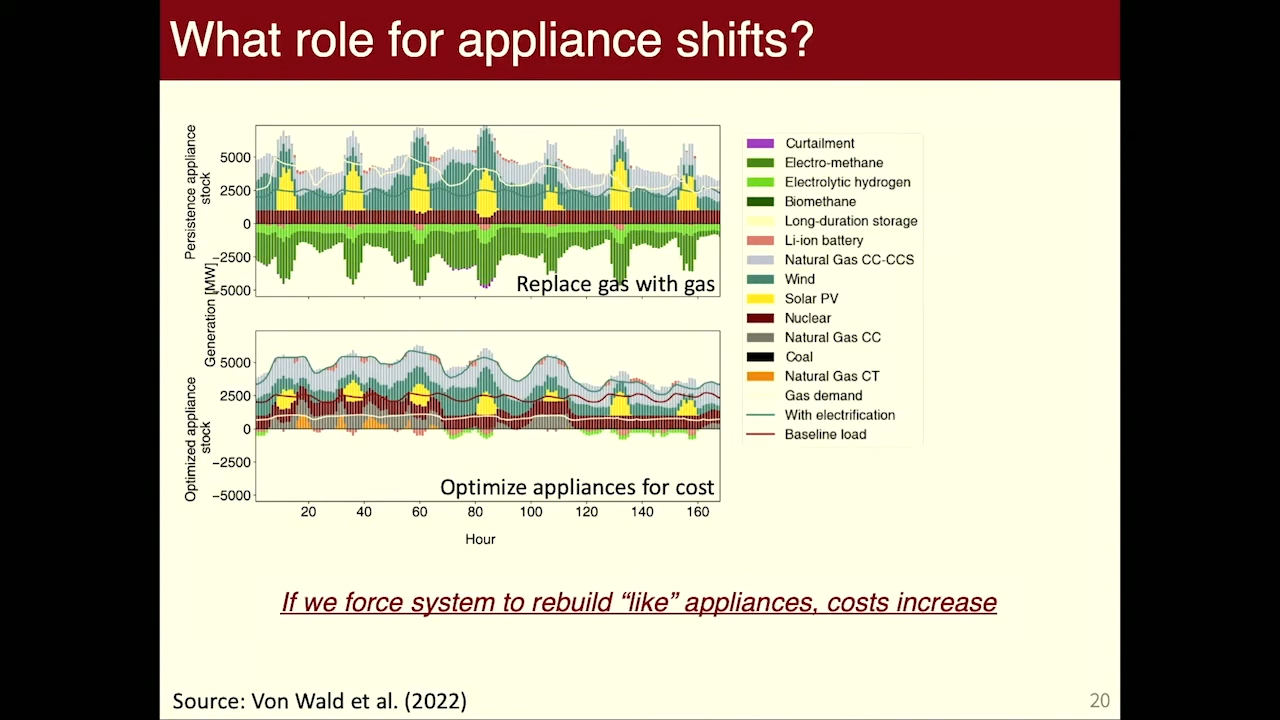 What role for appliance shifts?
Persistence appliance
stock
5000
2500
0
−2500
−5000
Replace gas with gas
Generation [MW]
Optimized appliance
stock
5000
2500
0
−2500
−5000
Optimize appliances for cost
20 40 60 80 100 120 140 160
Hour
Curtailment
Electro-methane
Electrolytic hydrogen
Biomethane
Long-duration storage
Li-ion battery
Natural Gas CC-CCS
Wind
Solar PV
Nuclear
Natural Gas CC
Coal
Natural Gas CT
Gas demand
With electrification
Baseline load
If we force system to rebuild “like” appliances, costs increase
Source: Von Wald et al. (2022)
20